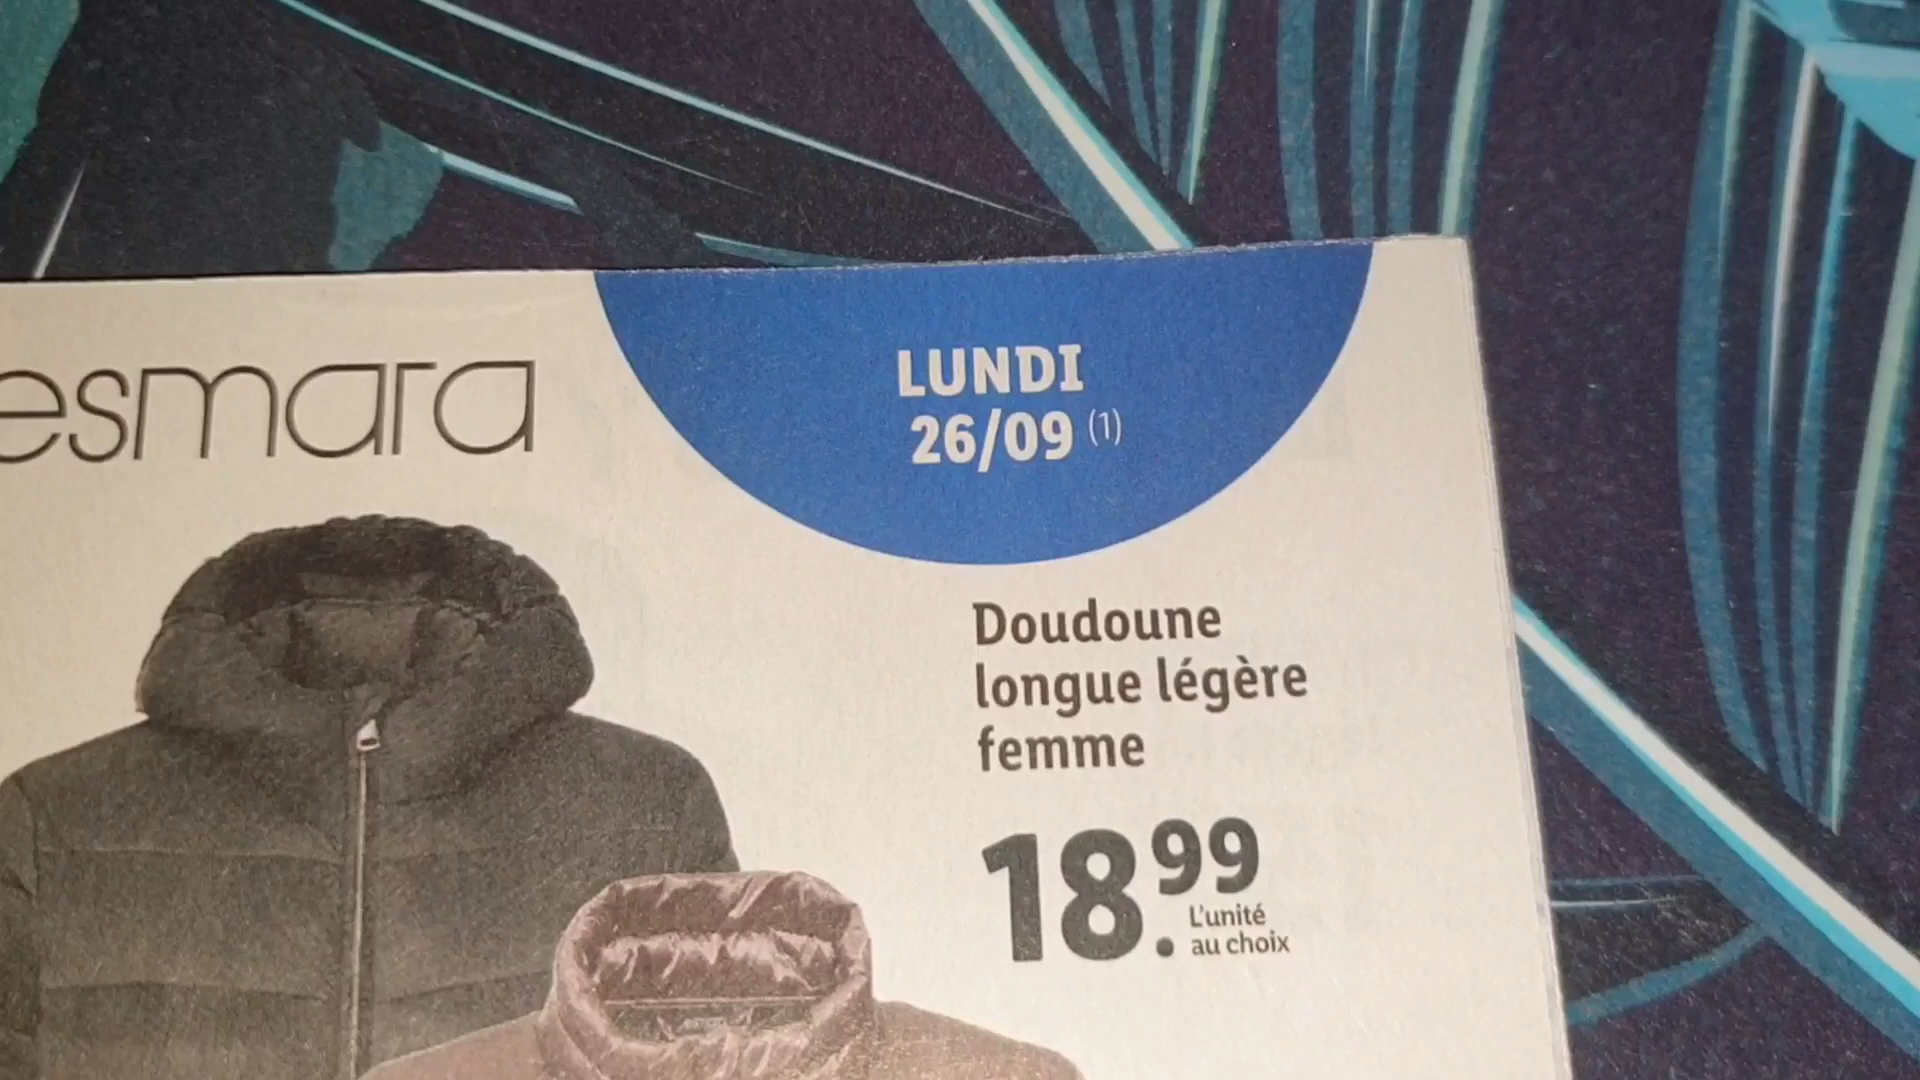 esmara
LUNDI
26/09 (1)
Doudoune
longue légère
femme
18.99
L'unité
au choix